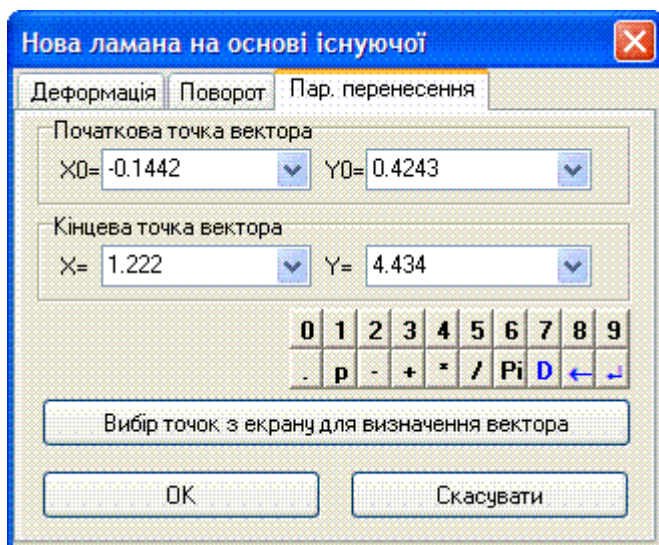 Нова ламана на основі існуючої
Деформація Поворот Пар. перенесення
Початкова точка вектора
X0= -0.1442 Y0= 0.4243
Кінцева точка вектора
X= 1.222 Y= 4.434
0 1 2 3 4 5 6 7 8 9
. p - + * / Pi D ← ↵
Вибір точок з екрану для визначення вектора
OK Скасувати